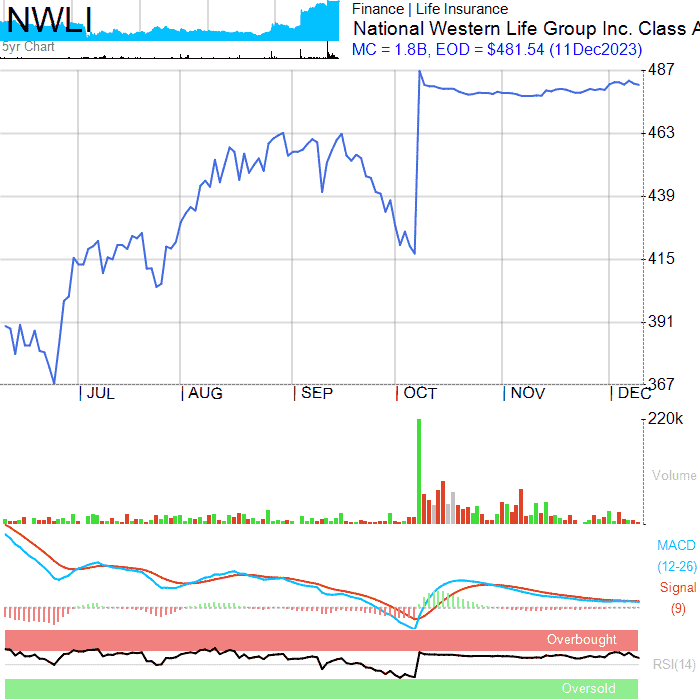 NWLI
5yr Chart
Finance | Life Insurance
National Western Life Group Inc. Class A
MC = 1.8B, EOD = $481.54 (11Dec2023)
487
463
439
415
391
367
JUL
AUG
SEP
OCT
NOV
DEC
220k
Volume
MACD
(12-26)
Signal
(9)
Overbought
RSI(14)
Oversold